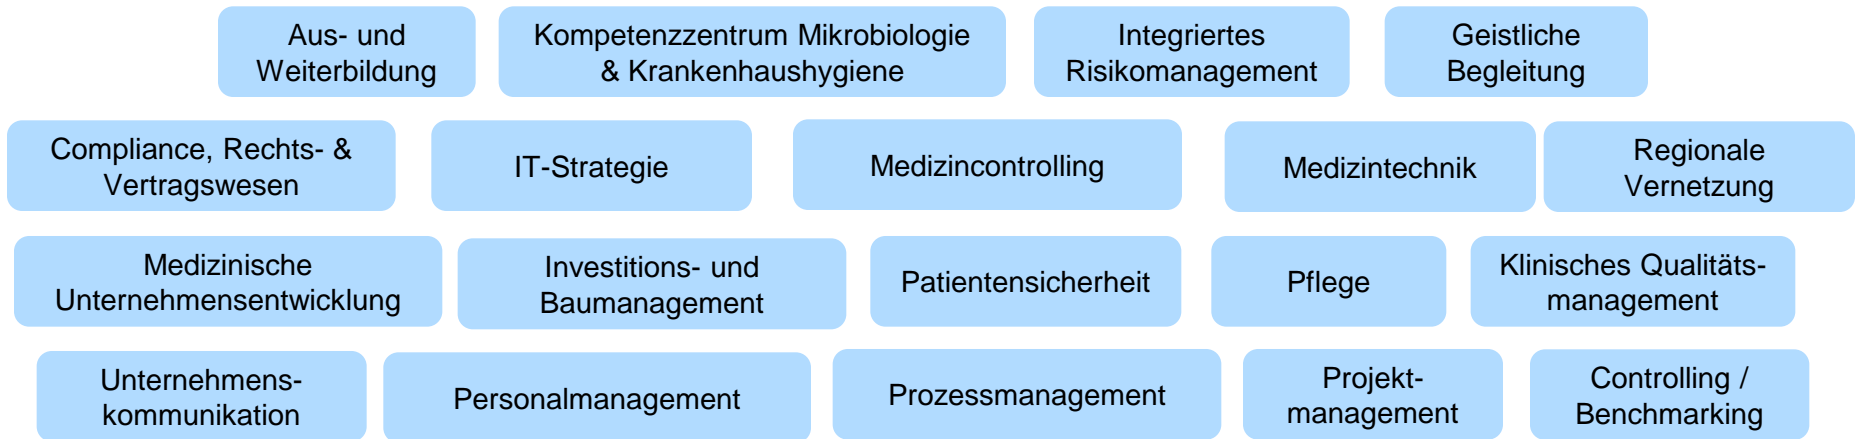 Aus- und
Weiterbildung
Kompetenzzentrum Mikrobiologie
& Krankenhaushygiene
Integriertes
Risikomanagement
Geistliche
Begleitung
Compliance, Rechts- &
Vertragswesen
IT-Strategie
Medizincontrolling
Medizintechnik
Regionale
Vernetzung
Medizinische
Unternehmensentwicklung
Investitions- und
Baumanagement
Patientensicherheit
Pflege
Klinisches Qualitäts-
management
Unternehmens-
kommunikation
Personalmanagement
Prozessmanagement
Projekt-
management
Controlling /
Benchmarking